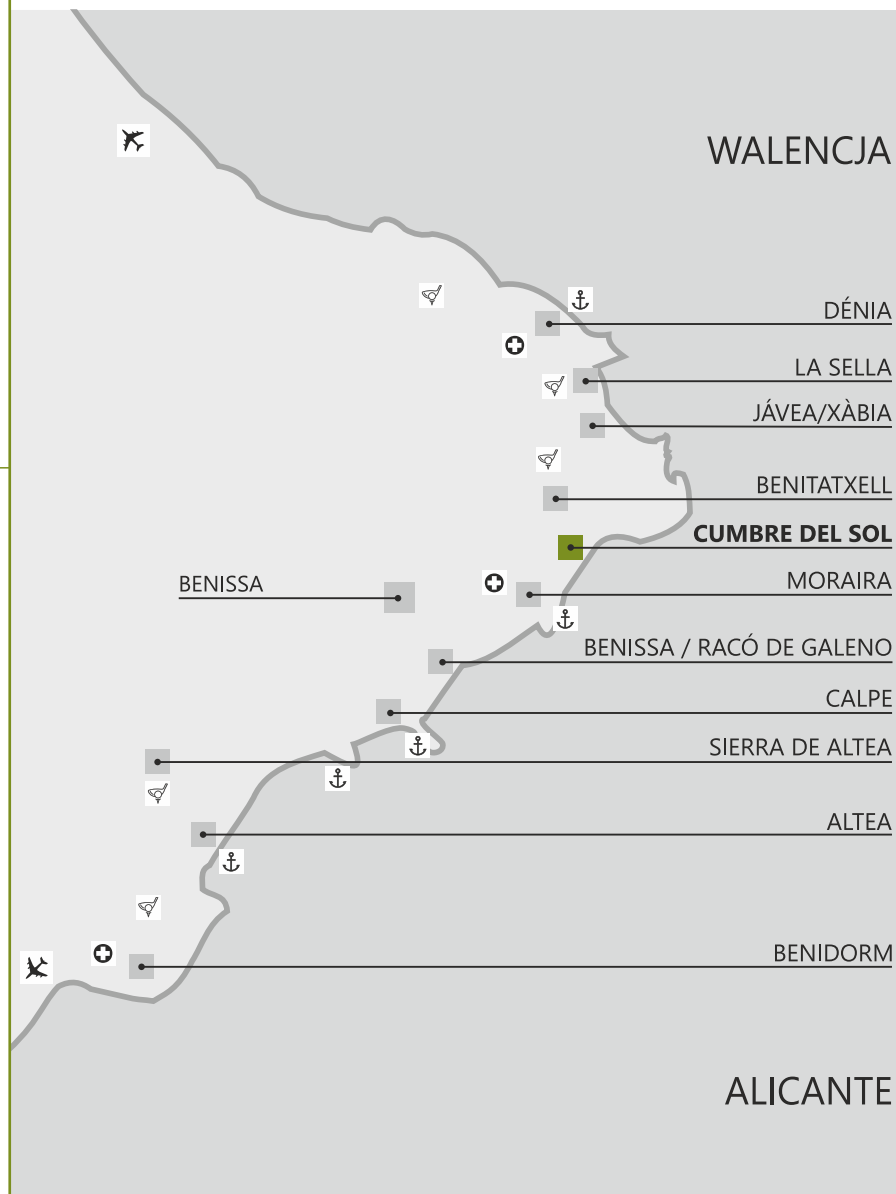 WALENCJA
DÉNIA
LA SELLA
JÁVEA/XÀBIA
BENITATXELL
CUMBRE DEL SOL
BENISSA
MORAIRA
BENISSA / RACÓ DE GALENO
CALPE
SIERRA DE ALTEA
ALTEA
BENIDORM
ALICANTE